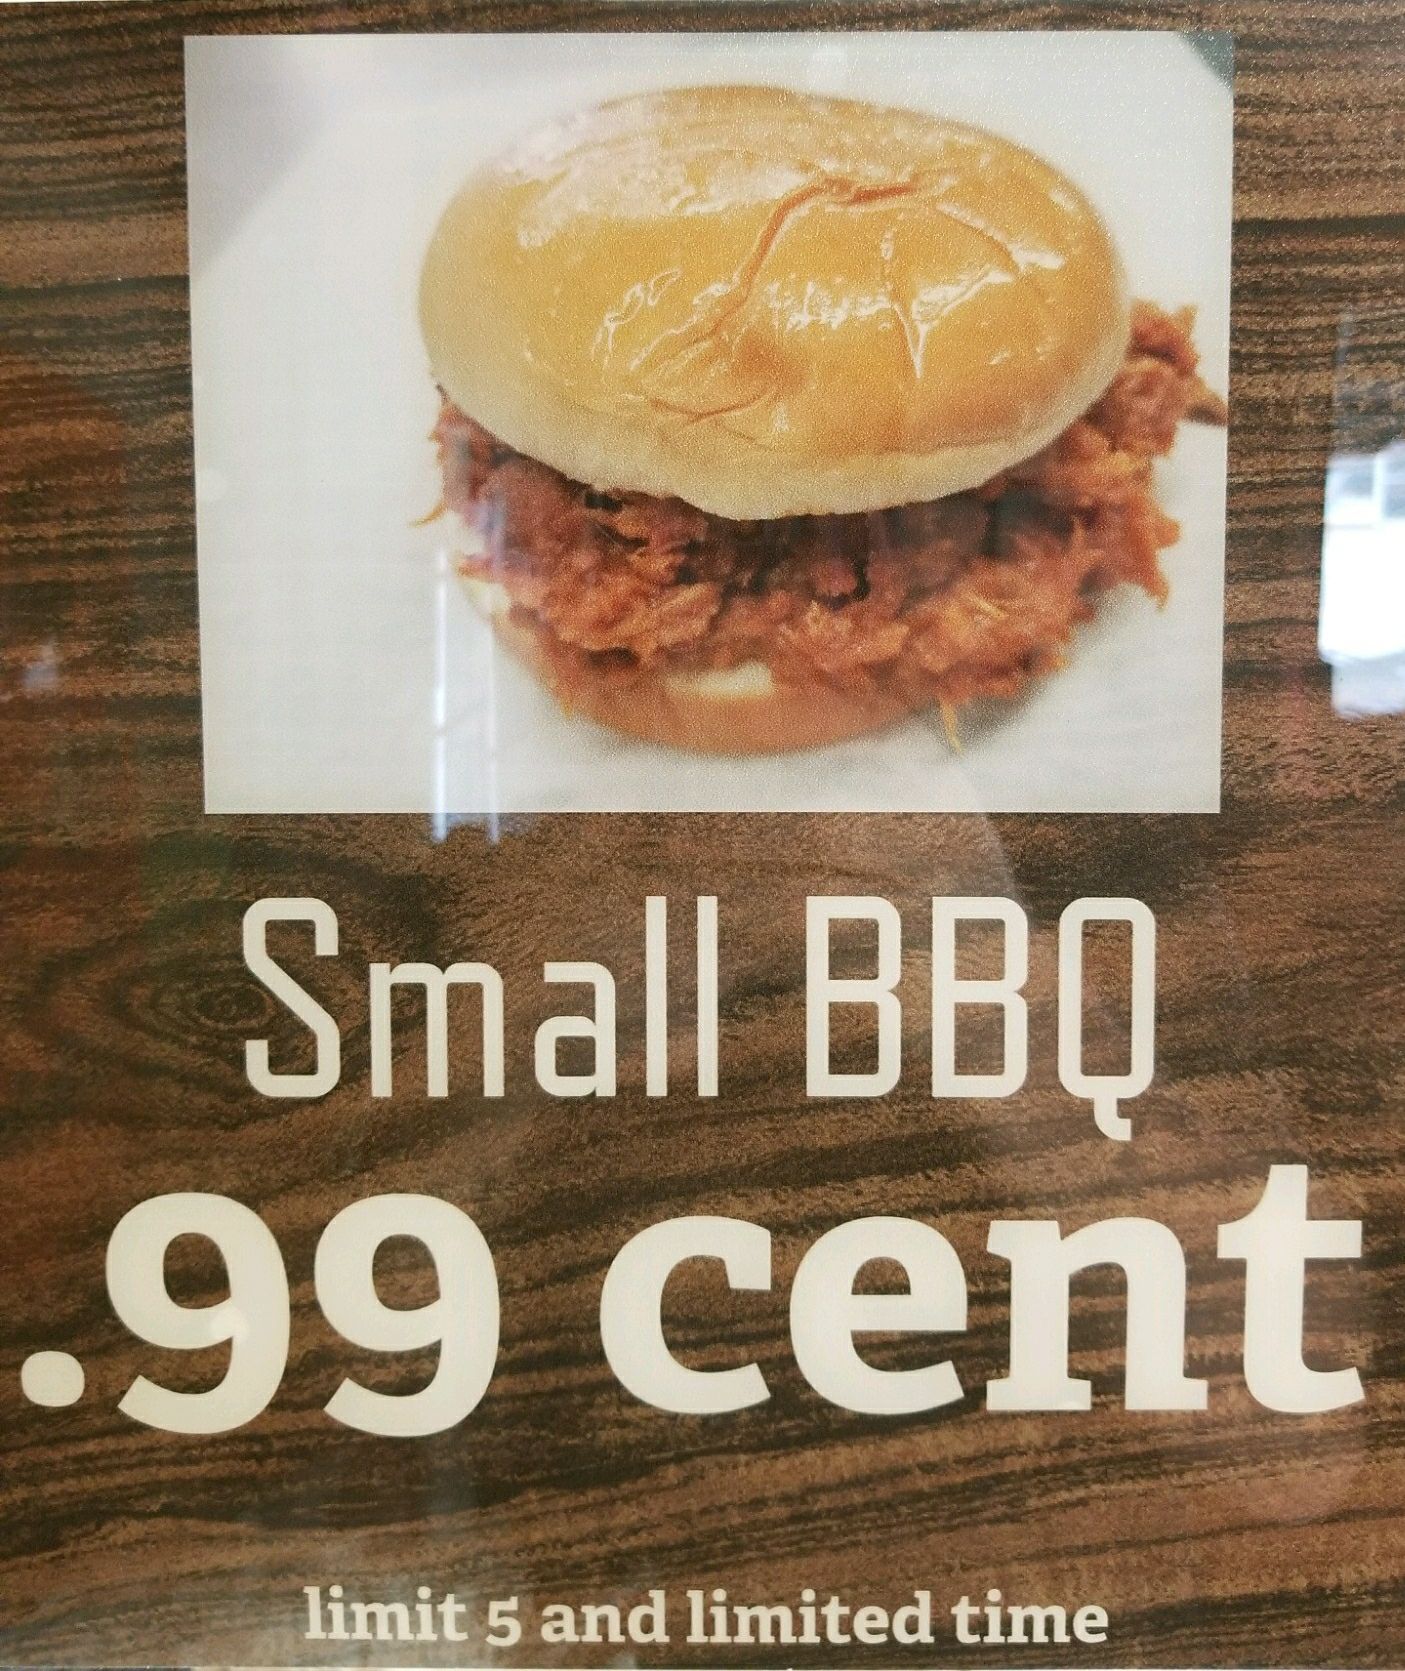 Small BBQ
.99 cent
limit 5 and limited time